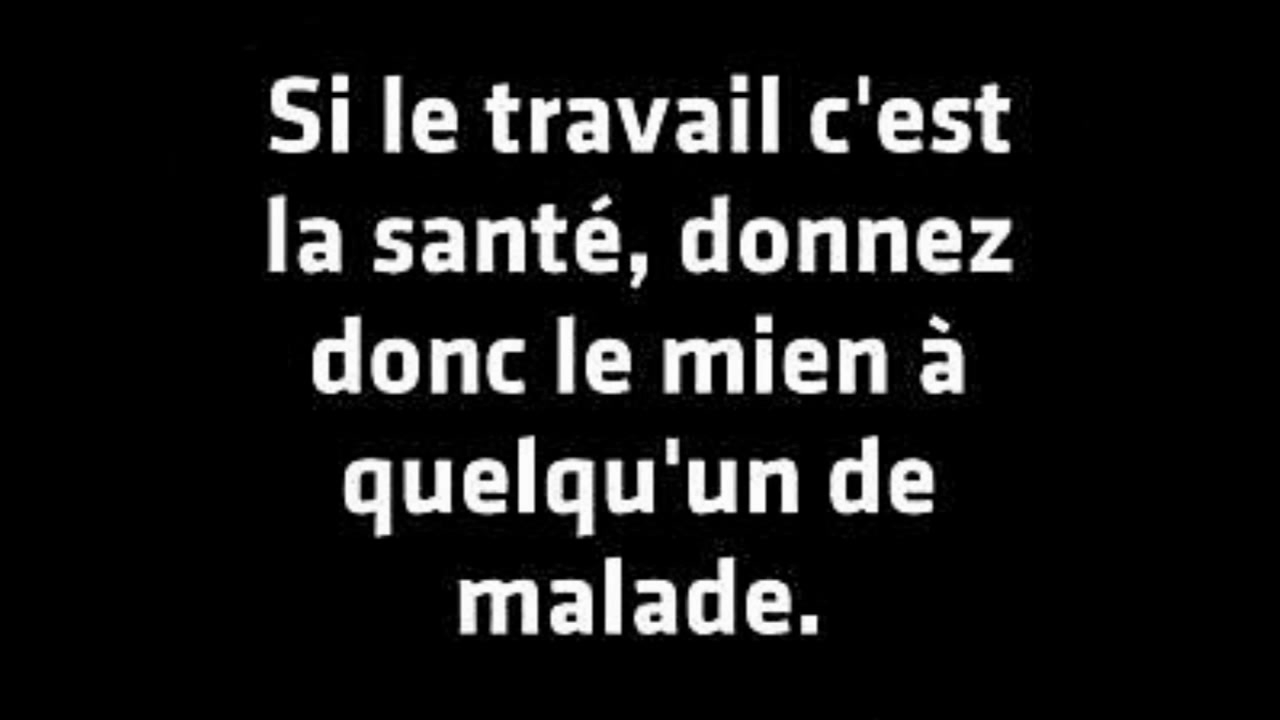 Si le travail c'est
la santé, donnez
donc le mien à
quelqu'un de
malade.